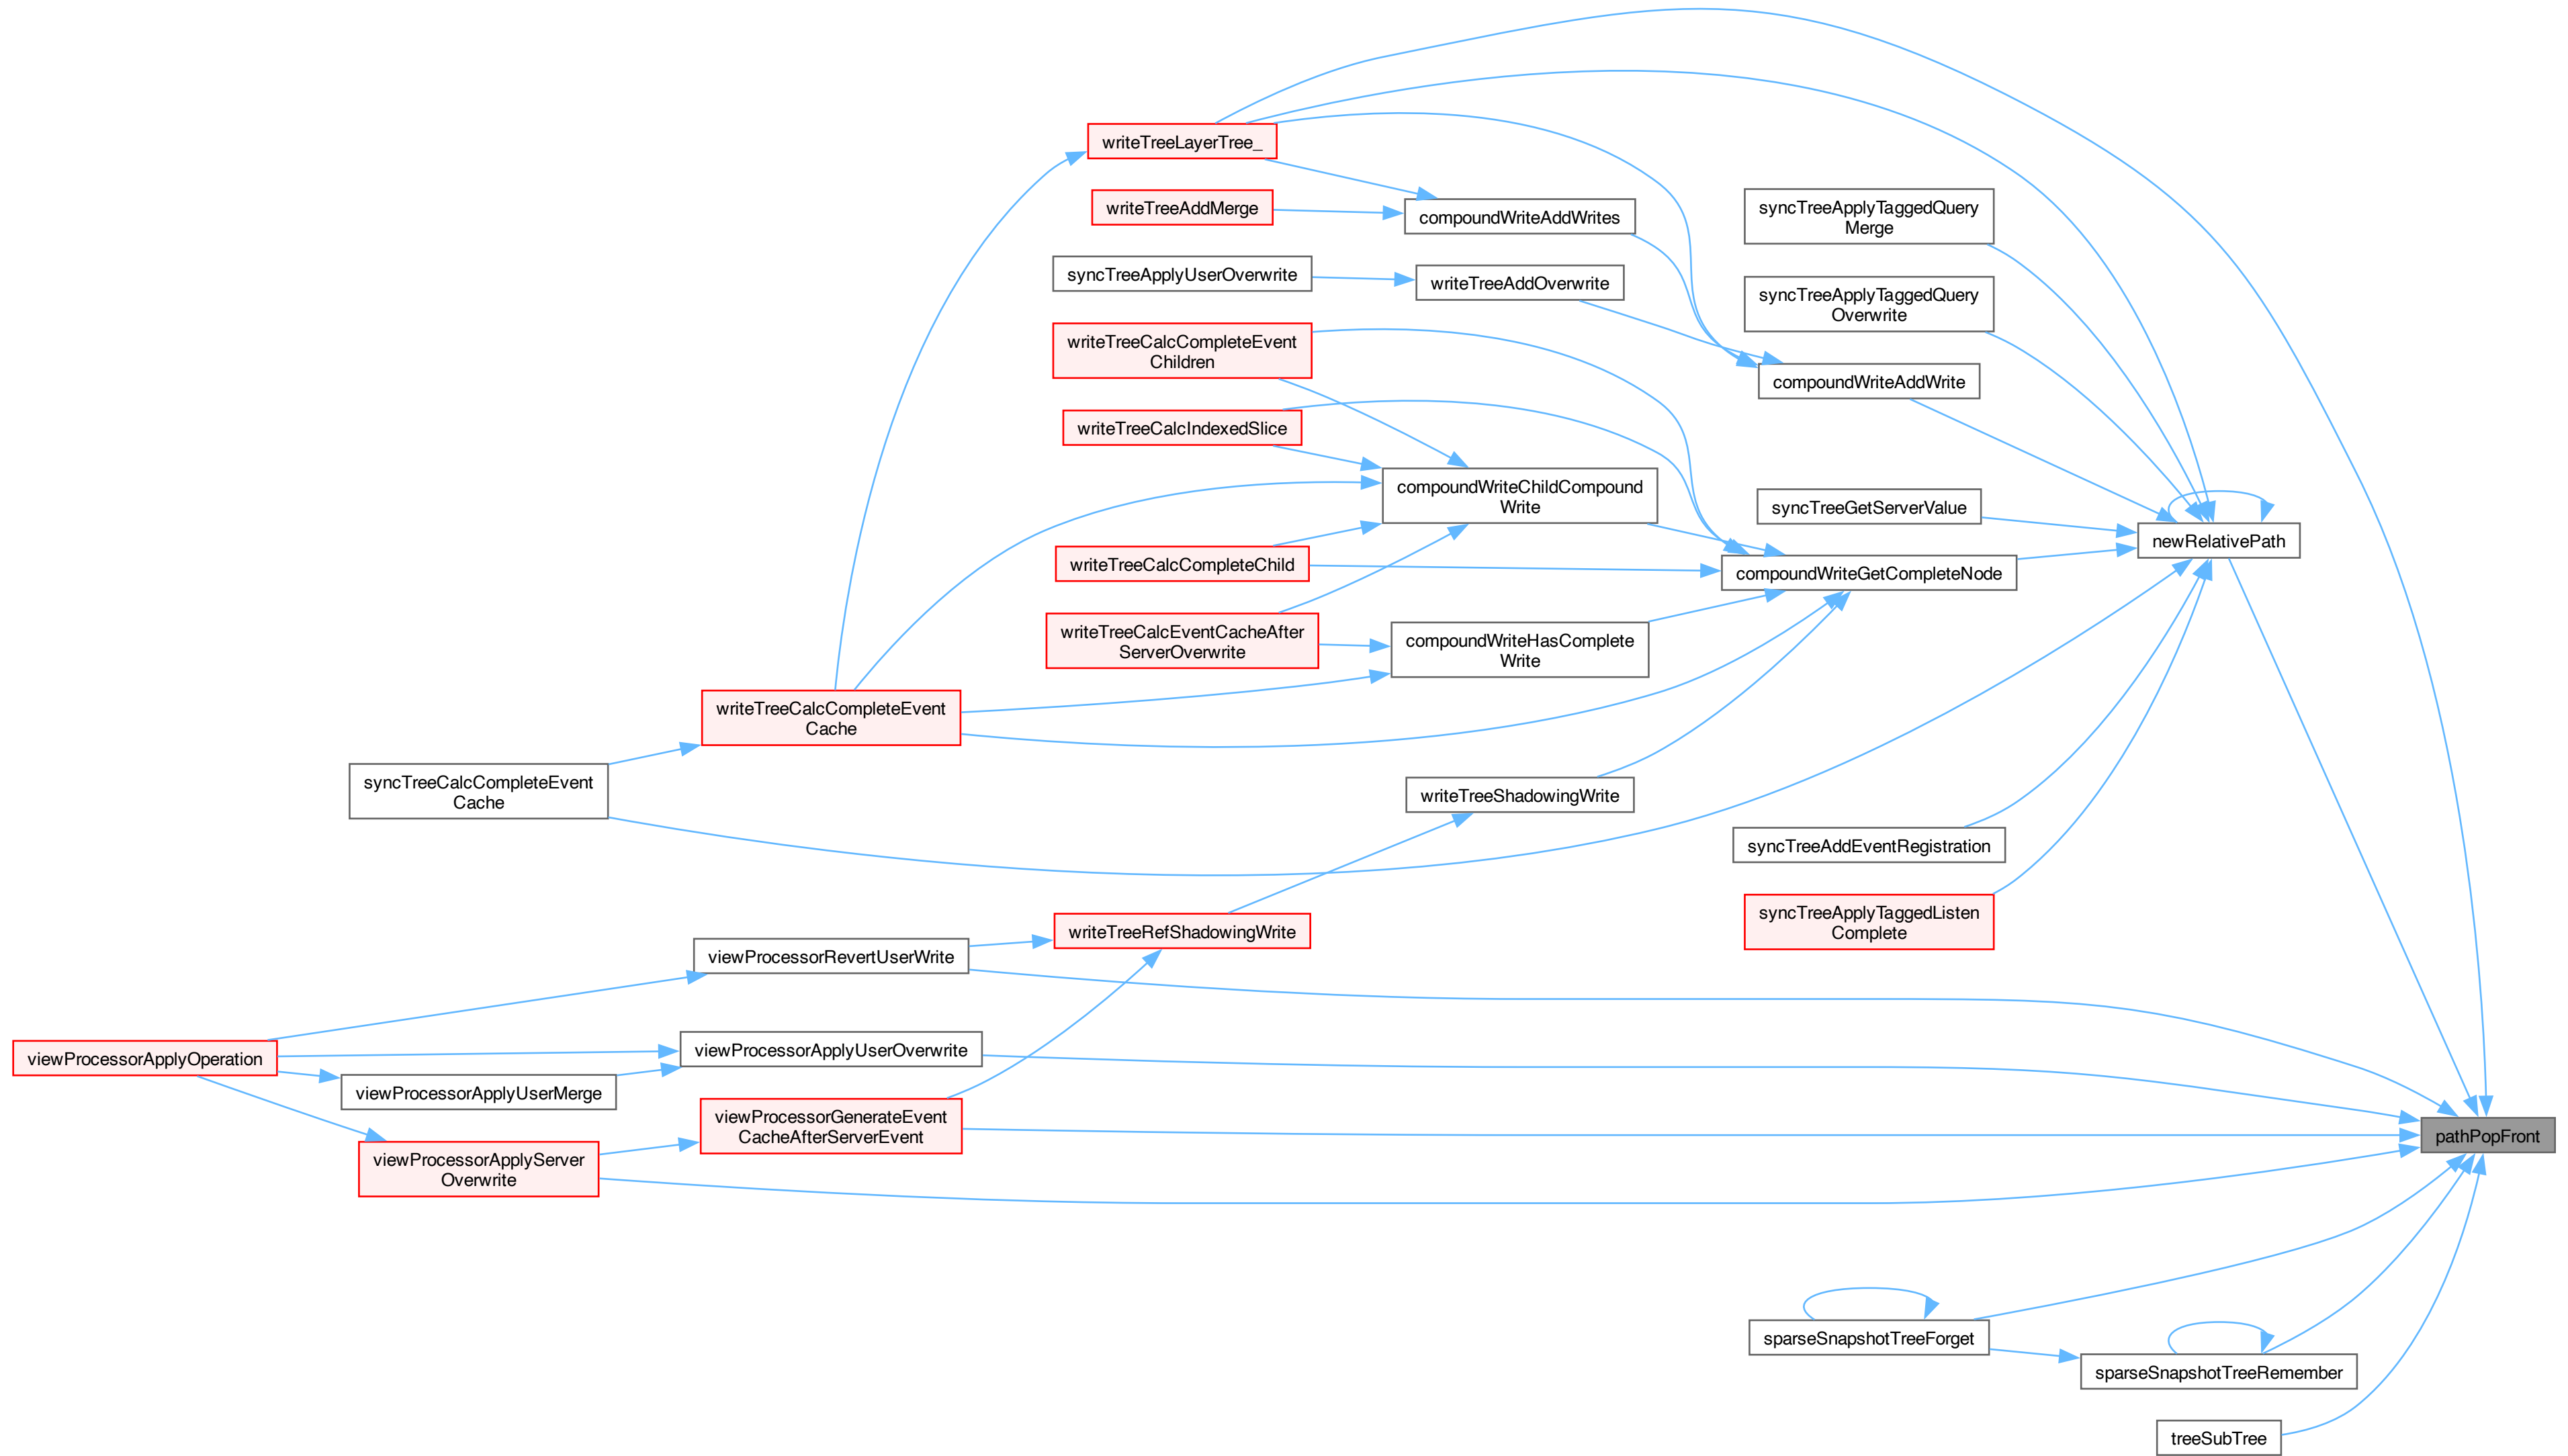 writeTreeLayerTree_
writeTreeAddMerge
compoundWriteAddWrites
syncTreeApplyTaggedQuery
Merge
syncTreeApplyUserOverwrite
writeTreeAddOverwrite
syncTreeApplyTaggedQuery
Overwrite
writeTreeCalcCompleteEvent
Children
compoundWriteAddWrite
writeTreeCalcIndexedSlice
compoundWriteChildCompound
Write
syncTreeGetServerValue
newRelativePath
writeTreeCalcCompleteChild
compoundWriteGetCompleteNode
writeTreeCalcEventCacheAfter
ServerOverwrite
compoundWriteHasComplete
Write
writeTreeCalcCompleteEvent
Cache
syncTreeCalcCompleteEvent
Cache
writeTreeShadowingWrite
syncTreeAddEventRegistration
syncTreeApplyTaggedListen
Complete
writeTreeRefShadowingWrite
viewProcessorRevertUserWrite
viewProcessorApplyOperation
viewProcessorApplyUserOverwrite
viewProcessorApplyUserMerge
viewProcessorGenerateEvent
CacheAfterServerEvent
pathPopFront
viewProcessorApplyServer
Overwrite
sparseSnapshotTreeForget
sparseSnapshotTreeRemember
treeSubTree